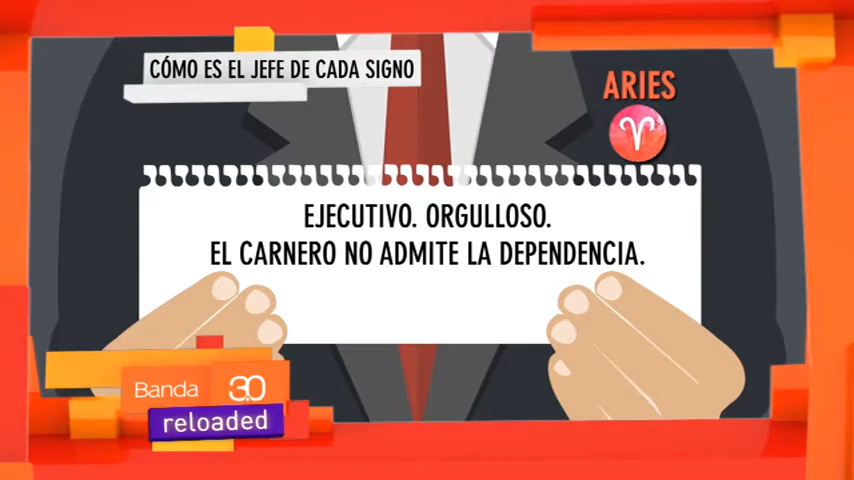 CÓMO ES EL JEFE DE CADA SIGNO
ARIES
EJECUTIVO. ORGULLOSO.
EL CARNERO NO ADMITE LA DEPENDENCIA.
Banda 3.0
reloaded